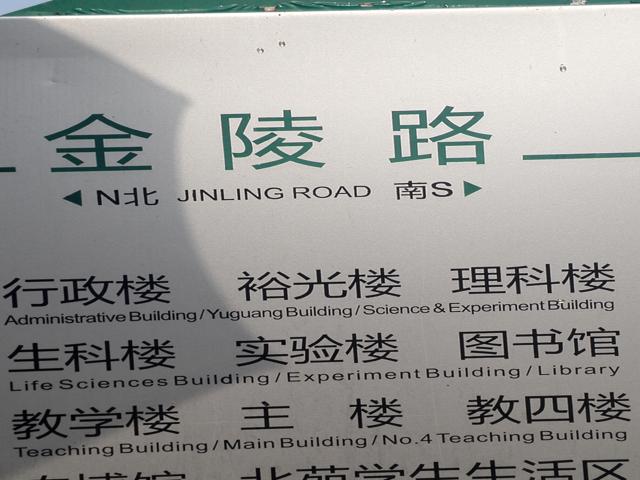 金陵路
N北 JINLING ROAD 南S
行政楼 裕光楼 理科楼
Administrative Building / Yuguang Building / Science & Experiment Building
生科楼 实验楼 图书馆
Life Sciences Building / Experiment Building / Library
教学楼 主楼 教四楼
Teaching Building / Main Building / No.4 Teaching Building
博馆 北苑学生生活区